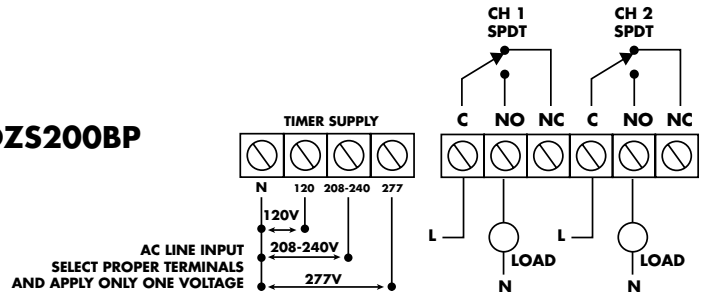 CH 1 CH 2
SPDT SPDT
C NO NC C NO NC
ZS200BP
TIMER SUPPLY
N 120 208-240 277
120V
208-240V
277V
AC LINE INPUT
SELECT PROPER TERMINALS
AND APPLY ONLY ONE VOLTAGE
L L
LOAD LOAD
N N